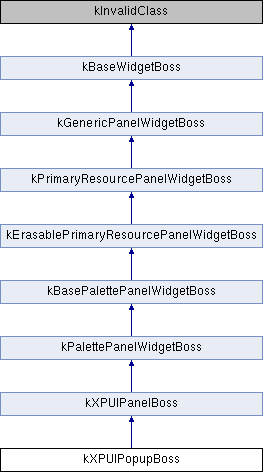 kInvalidClass
kBaseWidgetBoss
kGenericPanelWidgetBoss
kPrimaryResourcePanelWidgetBoss
kErasablePrimaryResourcePanelWidgetBoss
kBasePalettePanelWidgetBoss
kPalettePanelWidgetBoss
kXPUIPanelBoss
kXPUIPopupBoss